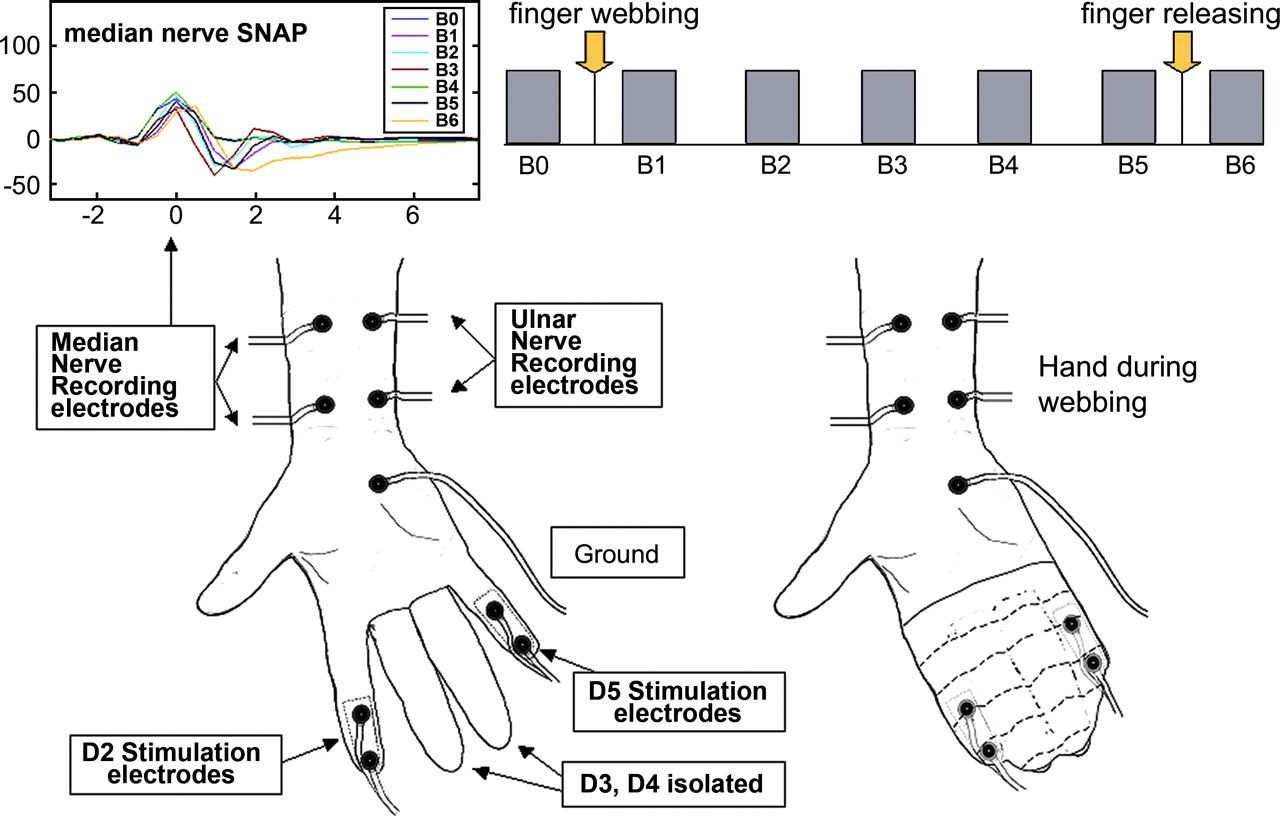 median nerve SNAP
B0
B1
B2
B3
B4
B5
B6
100
50
0
-50
-2
0
2
4
6
finger webbing
finger releasing
B0
B1
B2
B3
B4
B5
B6
Median
Nerve
Recording
electrodes
Ulnar
Nerve
Recording
electrodes
Hand during
webbing
Ground
D5 Stimulation
electrodes
D2 Stimulation
electrodes
D3, D4 isolated